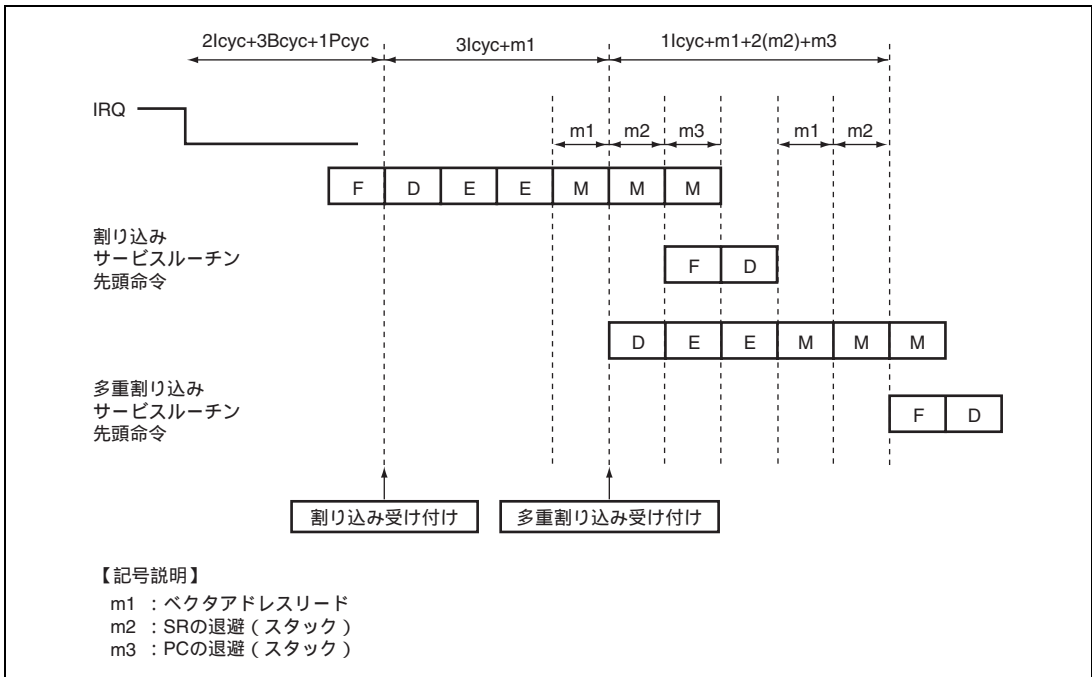 2Icyc+3Bcyc+1Pcyc 3Icyc+m1 1Icyc+m1+2(m2)+m3
IRQ
m1 m2 m3 m1 m2
F D E E M M M
割り込み
サービスルーチン
先頭命令
F D
D E E M M M
多重割り込み
サービスルーチン
先頭命令
F D
割り込み受け付け 多重割り込み受け付け
【記号説明】
m1 : ベクタアドレスリード
m2 : SRの退避(スタック)
m3 : PCの退避(スタック)